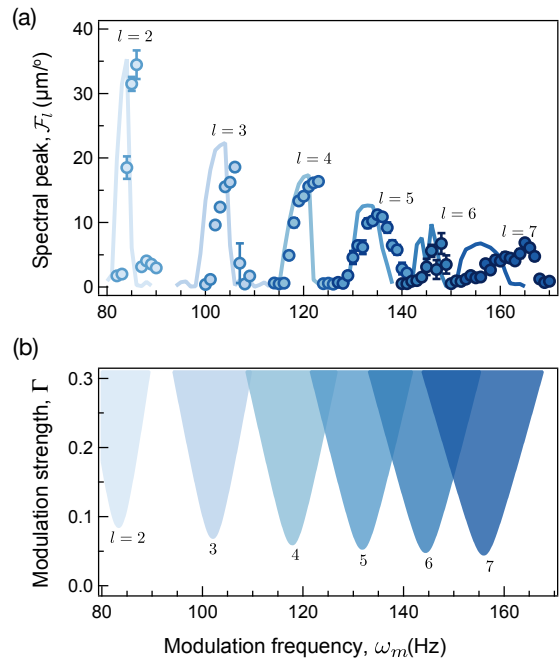 (a)
40
30
20
10
0
Spectral peak, ℱ_l (μm/°)
l = 2
l = 3
l = 4
l = 5
l = 6
l = 7
80 100 120 140 160
(b)
0.3
0.2
0.1
0.0
Modulation strength, Γ
l = 2
3
4
5
6
7
80 100 120 140 160
Modulation frequency, ω_m(Hz)